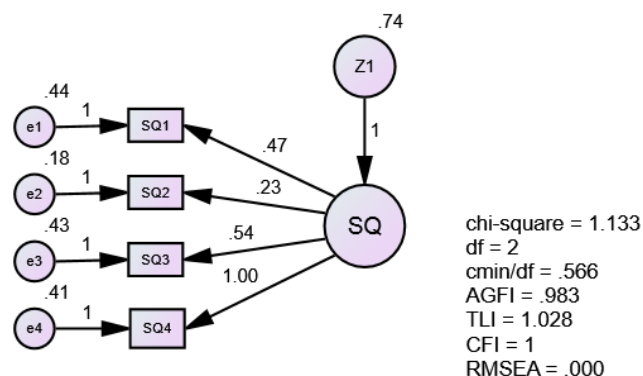 .74
Z1
1
.44
e1
1
SQ1
.47
.18
e2
1
SQ2
.23
SQ
.43
e3
1
SQ3
.54
.41
e4
1
SQ4
1.00
chi-square = 1.133
df = 2
cmin/df = .566
AGFI = .983
TLI = 1.028
CFI = 1
RMSEA = .000